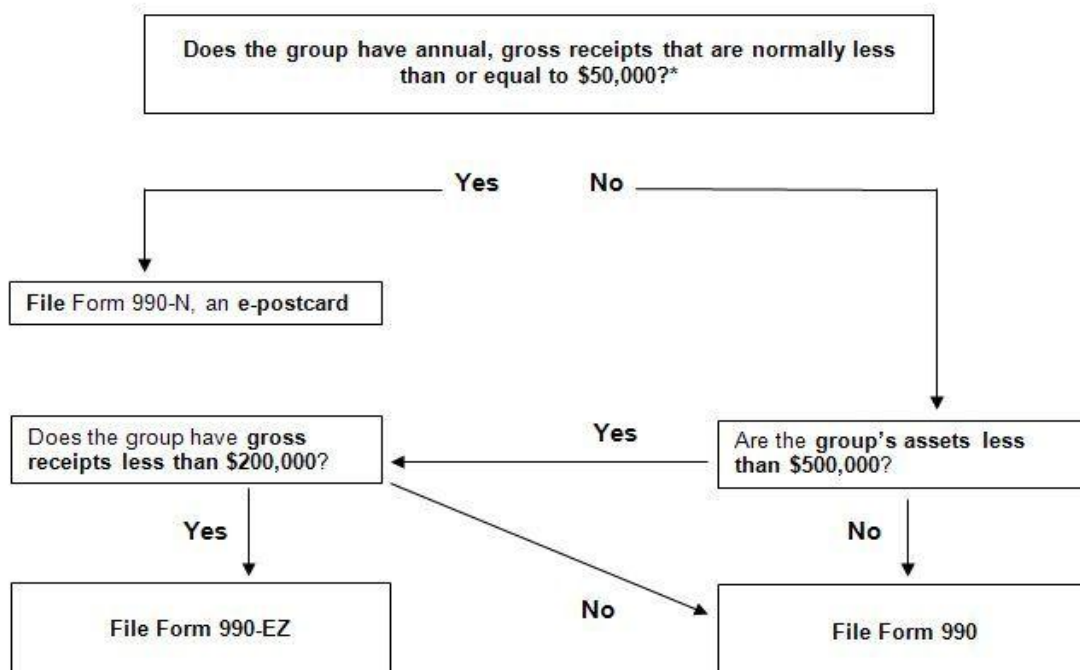 Does the group have annual, gross receipts that are normally less
than or equal to $50,000?*
Yes
No
File Form 990-N, an e-postcard
Does the group have gross
receipts less than $200,000?
Yes
Are the group's assets less
than $500,000?
Yes
No
No
File Form 990-EZ
File Form 990